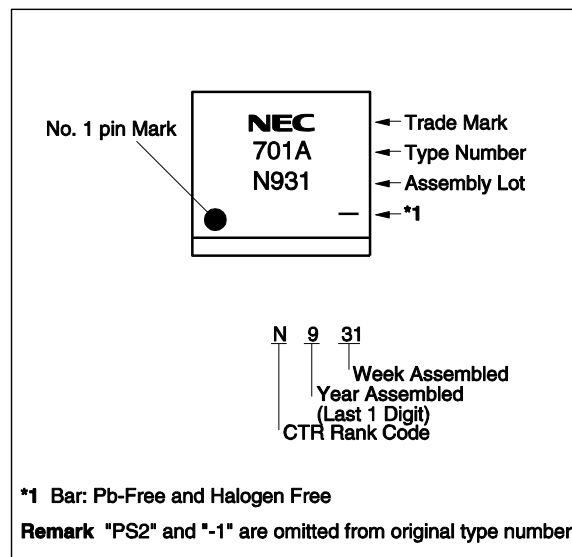 NEC
No. 1 pin Mark
Trade Mark
701A
Type Number
N931
Assembly Lot
*1
N 9 31
Week Assembled
Year Assembled
(Last 1 Digit)
CTR Rank Code
*1 Bar: Pb-Free and Halogen Free
Remark "PS2" and "-1" are omitted from original type number